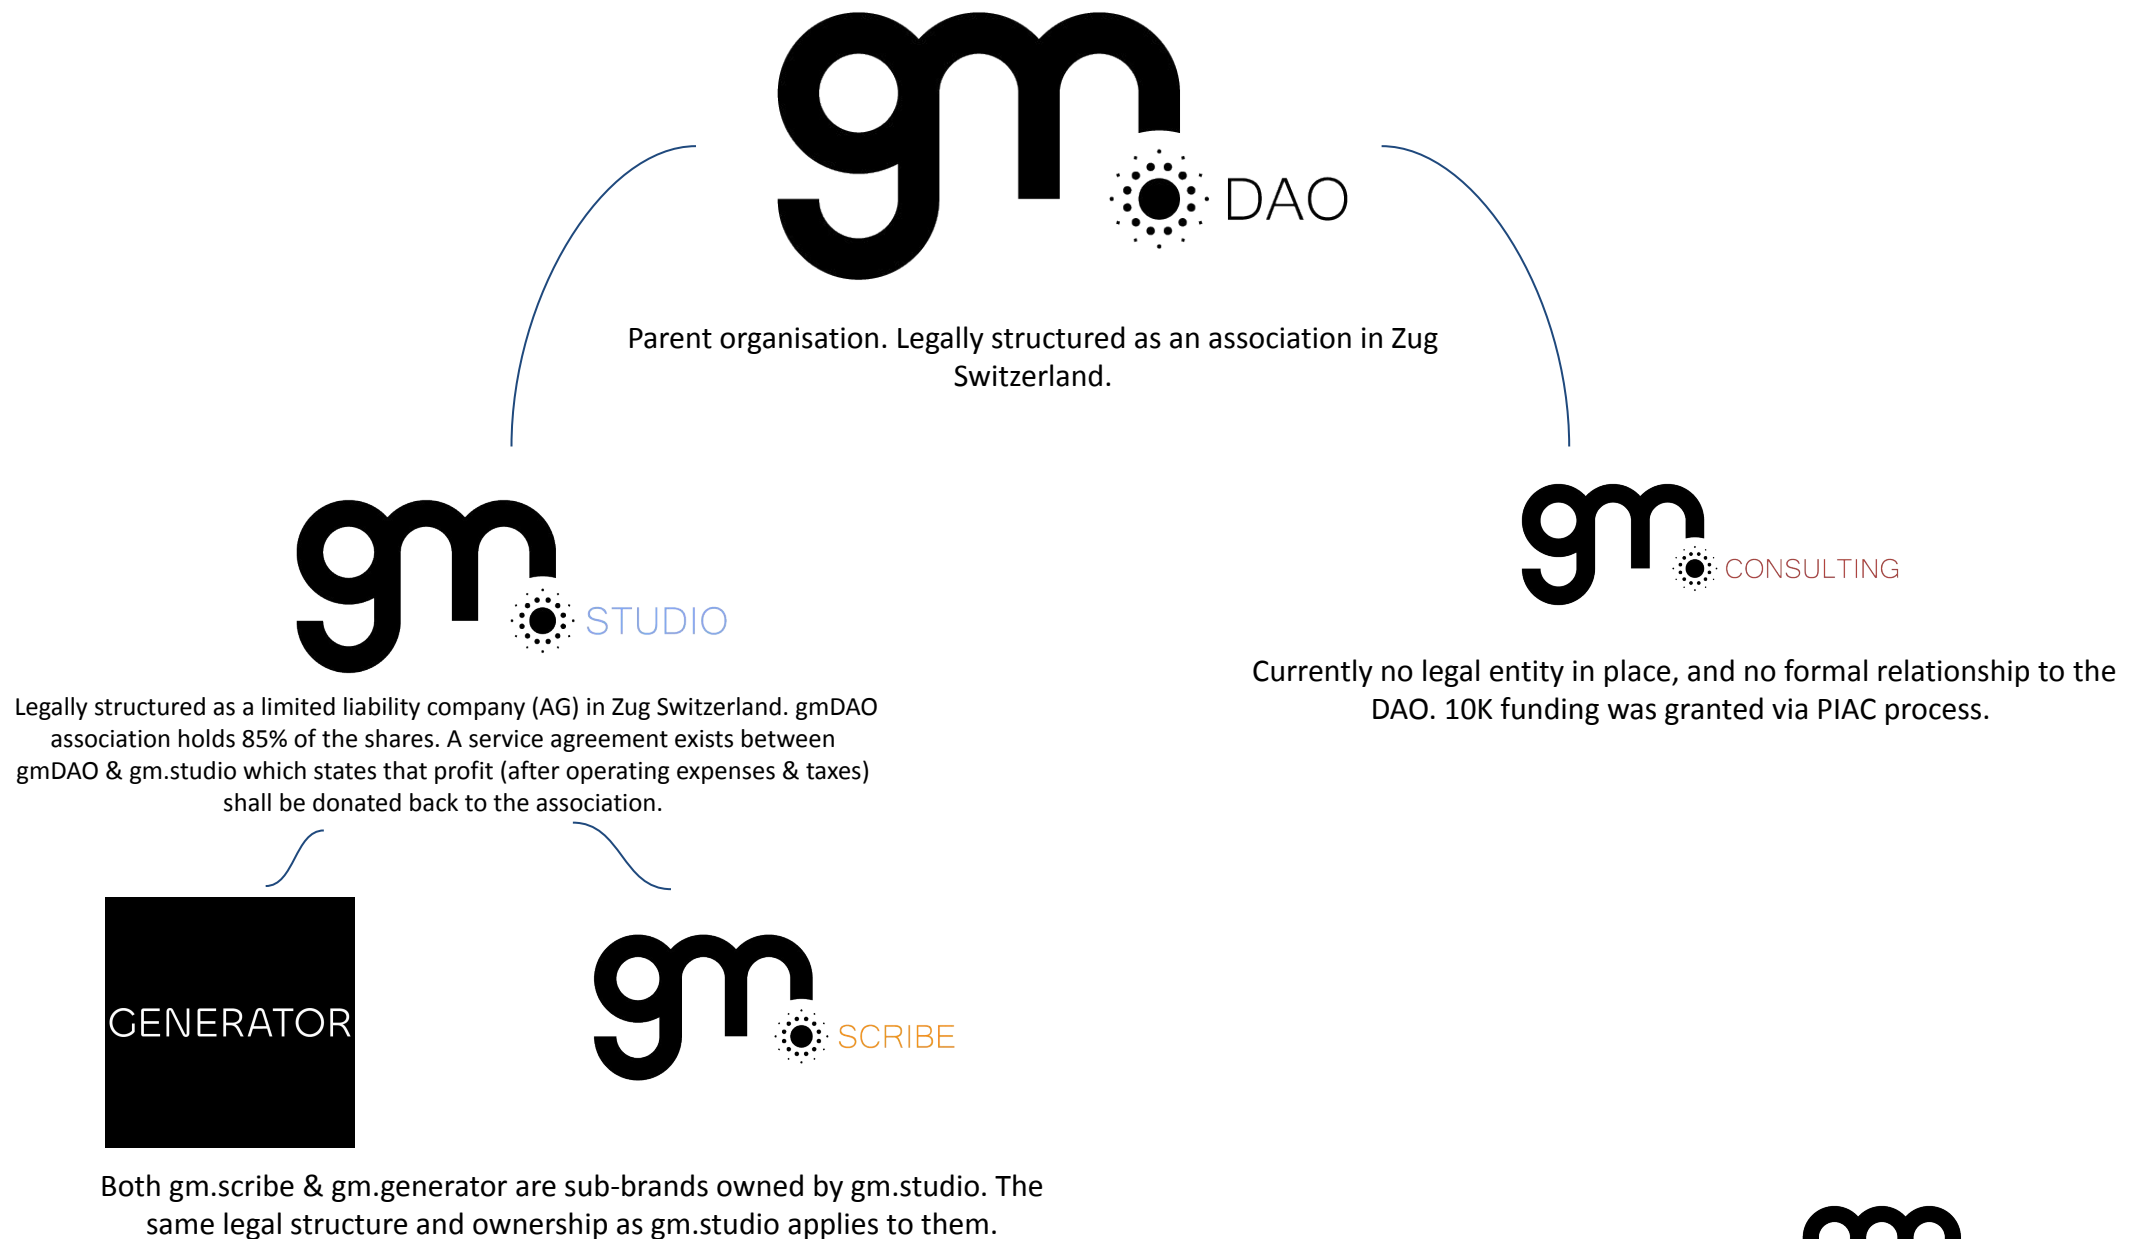 gm DAO
Parent organisation. Legally structured as an association in Zug
Switzerland.
gm STUDIO
Legally structured as a limited liability company (AG) in Zug Switzerland. gmDAO
association holds 85% of the shares. A service agreement exists between
gmDAO & gm.studio which states that profit (after operating expenses & taxes)
shall be donated back to the association.
gm CONSULTING
Currently no legal entity in place, and no formal relationship to the
DAO. 10K funding was granted via PIAC process.
GENERATOR
gm SCRIBE
Both gm.scribe & gm.generator are sub-brands owned by gm.studio. The
same legal structure and ownership as gm.studio applies to them.